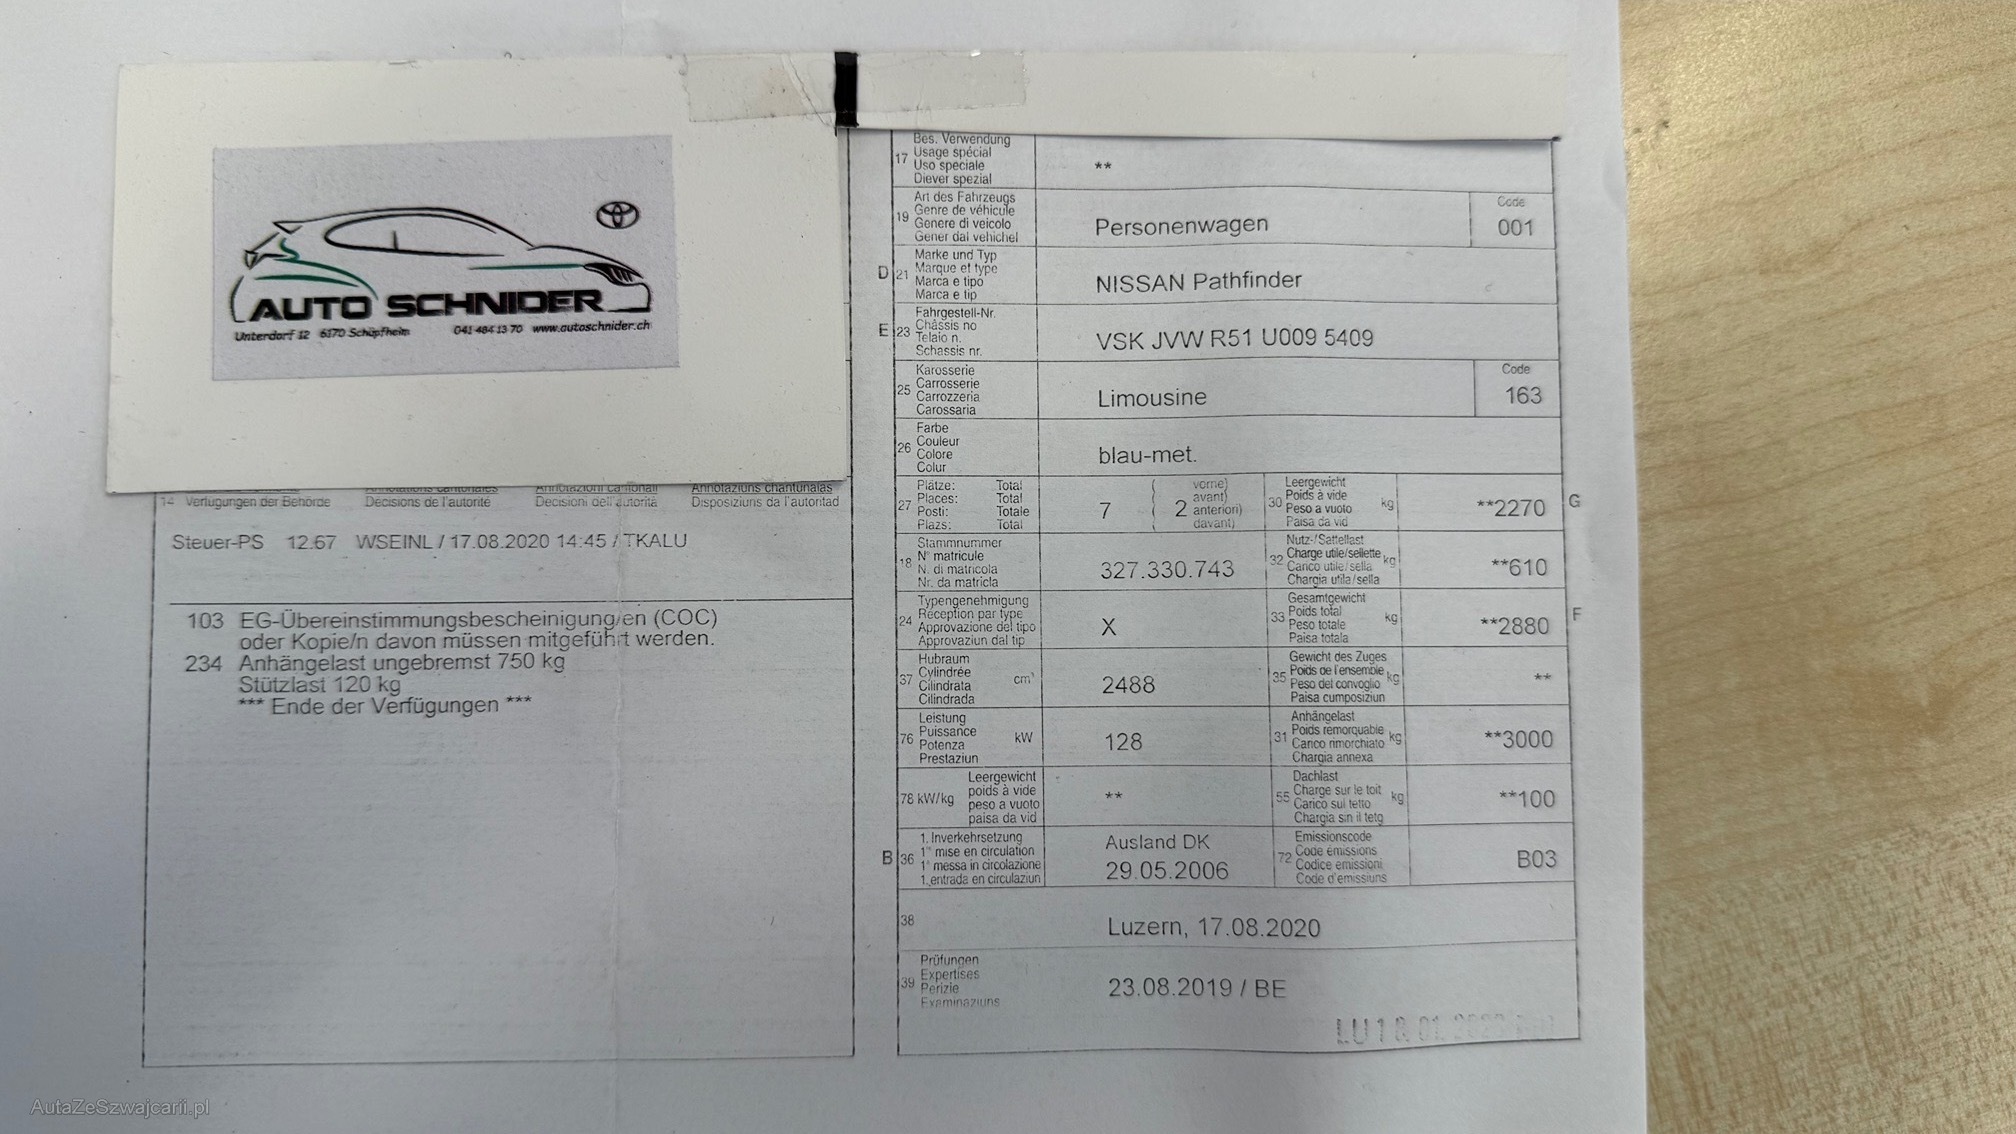 AUTO SCHNIDER
Unterdorf 12 6170 Schüpfheim 041 484 13 70 www.autoschnider.ch
14 Verfügungen der Behörde Décisions de l'autorité Decisioni dell'autorità Disposiziuns da l'autoritad
Steuer-PS 12.67 WSEINL / 17.08.2020 14:45 / TKALU
103 EG-Übereinstimmungsbescheinigung/en (COC)
oder Kopie/n davon müssen mitgeführt werden.
234 Anhängelast ungebremst 750 kg
Stützlast 120 kg
*** Ende der Verfügungen ***
Bes. Verwendung
17 Usage spécial
Uso speciale **
Diever spezial
Art des Fahrzeugs Code
19 Genre de véhicule
Genere di veicolo Personenwagen 001
Gener dal vehichel
Marke und Typ
D 21 Marque et type
Marca e tipo NISSAN Pathfinder
Marca e tip
Fahrgestell-Nr.
E 23 Châssis no
Telaio n. VSK JVW R51 U009 5409
Schassis nr.
Karosserie Code
25 Carrosserie
Carrozzeria Limousine 163
Carossaria
Farbe
26 Couleur
Colore blau-met.
Colur
Plätze: Total ( vorne) Leergewicht
27 Places: Total avant) 30 Poids à vide kg
Posti: Totale 7 2 anteriori) Peso a vuoto **2270 G
Plazs: Total ( davant) Paisa da vid
Stammnummer Nutz-/Sattellast
18 N° matricule 32 Charge utile/sellette kg
N. di matricola 327.330.743 Carico utile/sella **610
Nr. da matricla Chargia utila/sella
Typengenehmigung Gesamtgewicht
24 Réception par type 33 Poids total kg
Approvazione del tipo X Peso totale **2880 F
Approvaziun dal tip Paisa totala
Hubraum Gewicht des Zuges
37 Cylindrée cm³ 35 Poids de l'ensemble kg
Cilindrata 2488 Peso del convoglio **
Cilindrada Paisa cumposiziun
Leistung Anhängelast
76 Puissance kW 31 Poids remorquable kg
Potenza 128 Carico rimorchiato **3000
Prestaziun Chargia annexa
Leergewicht Dachlast
78 kW/kg poids à vide 55 Charge sur le toit kg
peso a vuoto ** Carico sul tetto **100
paisa da vid Chargia sin il tetg
1. Inverkehrsetzung Ausland DK Emissionscode
B 36 1re mise en circulation 72 Code émissions
1a messa in circolazione 29.05.2006 Codice emissioni B03
1. entrada en circulaziun Code d'emissiuns
38 Luzern, 17.08.2020
Prüfungen
39 Expertises
Perizie 23.08.2019 / BE
Examinaziuns
AutaZeSzwajcarii.pl